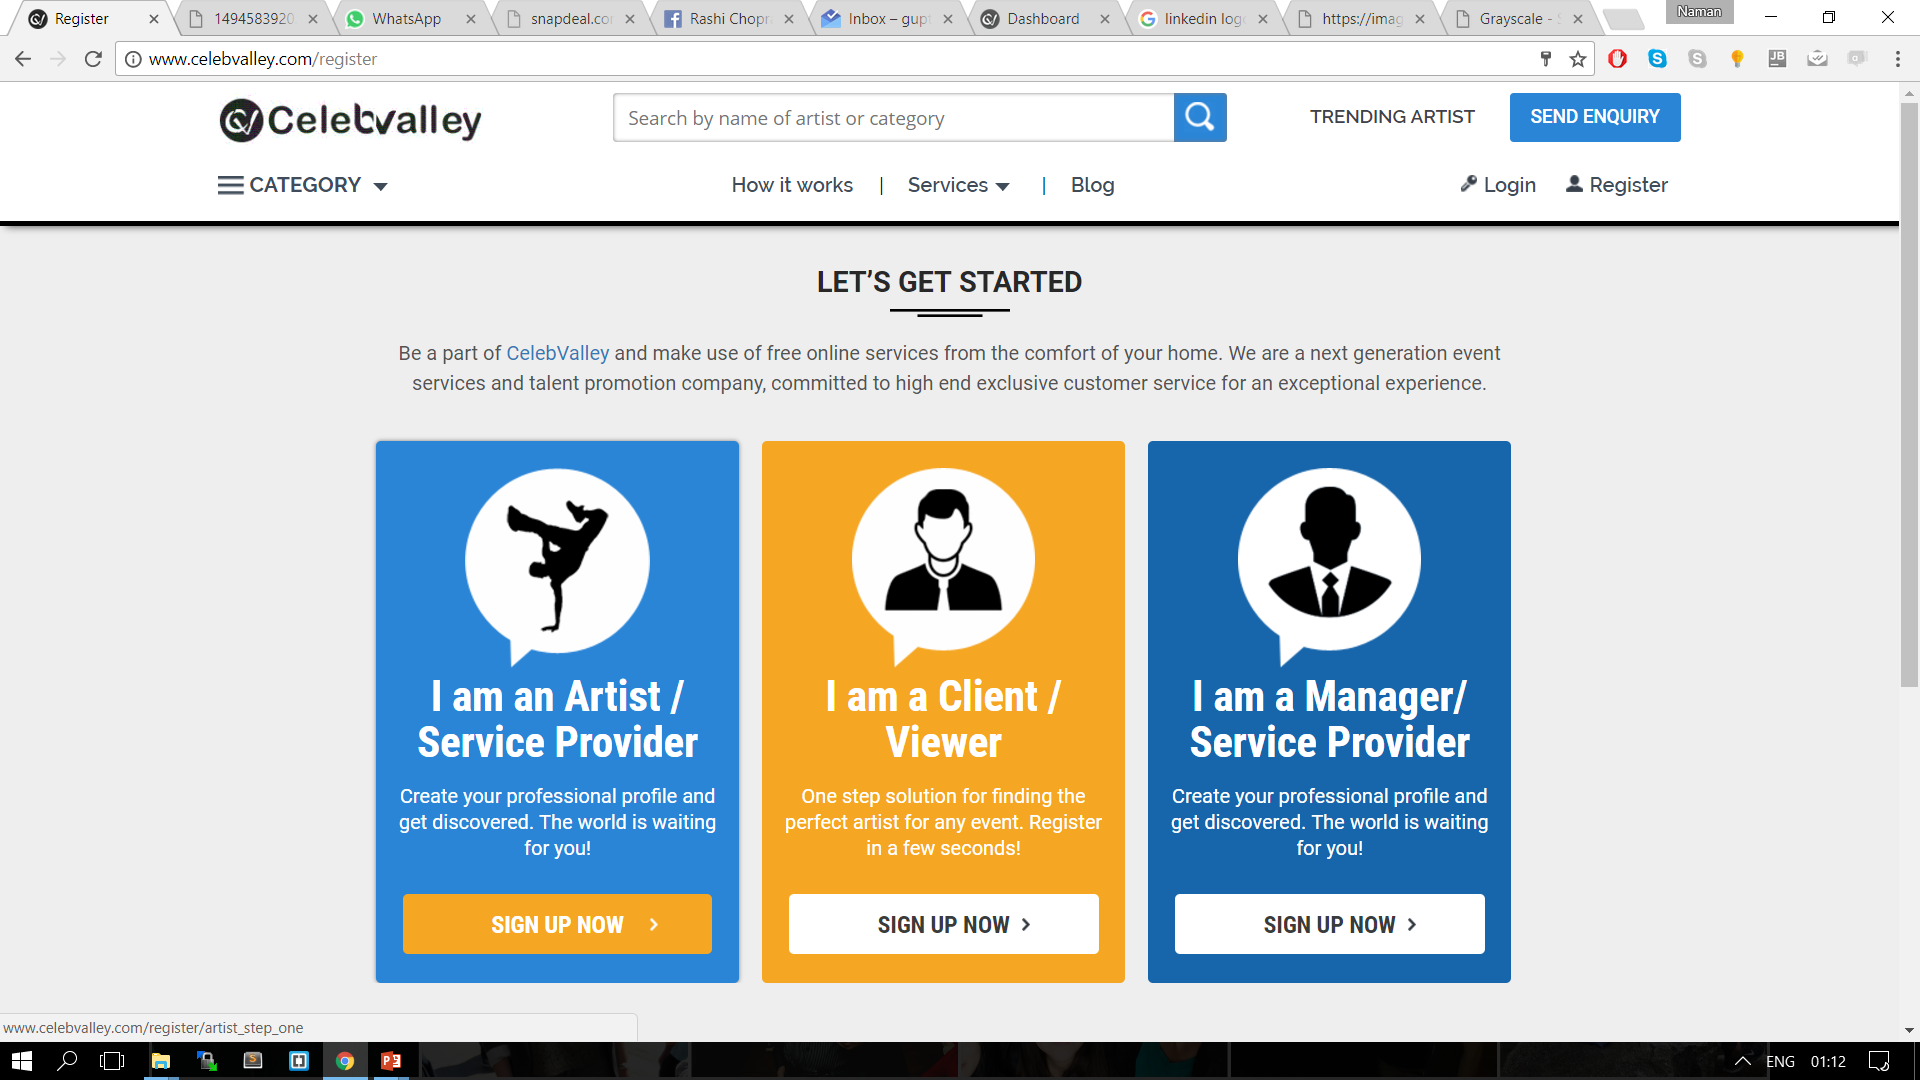 Register
1494583920
WhatsApp
snapdeal.co
Rashi Chopr
Inbox – gup
Dashboard
linkedin log
https://imag
Grayscale -
Naman
www.celebvalley.com/register
JB
Celebvalley
Search by name of artist or category
TRENDING ARTIST
SEND ENQUIRY
CATEGORY
How it works | Services | Blog
Login
Register
LET’S GET STARTED
Be a part of CelebValley and make use of free online services from the comfort of your home. We are a next generation event
services and talent promotion company, committed to high end exclusive customer service for an exceptional experience.
I am an Artist /
Service Provider
Create your professional profile and
get discovered. The world is waiting
for you!
SIGN UP NOW
I am a Client /
Viewer
One step solution for finding the
perfect artist for any event. Register
in a few seconds!
SIGN UP NOW
I am a Manager/
Service Provider
Create your professional profile and
get discovered. The world is waiting
for you!
SIGN UP NOW
www.celebvalley.com/register/artist_step_one
ENG
01:12